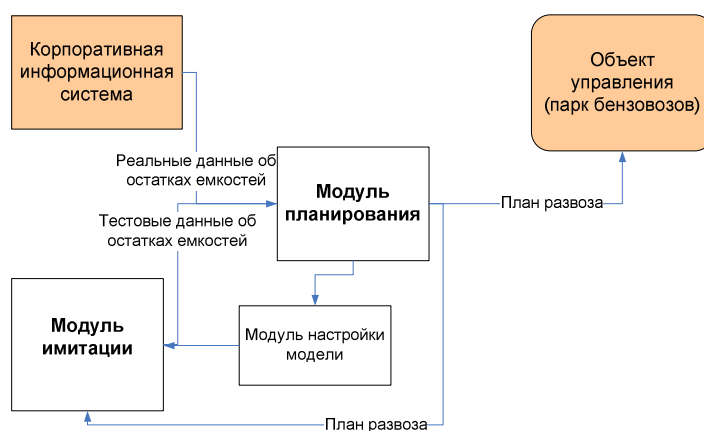 Корпоративная
информационная
система
Объект
управления
(парк бензовозов)
Реальные данные об
остатках емкостей
Модуль
планирования
План развоза
Тестовые данные об
остатках емкостей
Модуль
имитации
Модуль настройки
модели
План развоза